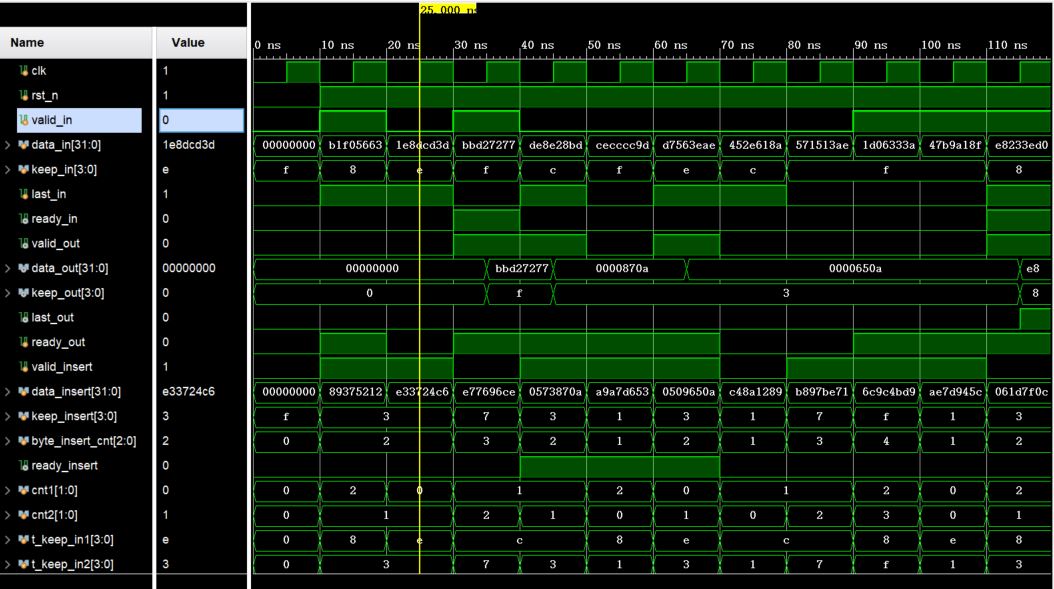 25.000 ns
Name Value 0 ns 10 ns 20 ns 30 ns 40 ns 50 ns 60 ns 70 ns 80 ns 90 ns 100 ns 110 ns
clk 1
rst_n 1
valid_in 0
data_in[31:0] 1e8dcd3d 00000000 b1f05663 1e8dcd3d bbd27277 de8e28bd cecccc9d d7563eae 452e618a 571513ae 1d06333a 47b9a18f e8233ed0
keep_in[3:0] e f 8 e f c f e c f 8
last_in 1
ready_in 0
valid_out 0
data_out[31:0] 00000000 00000000 bbd27277 0000870a 0000650a e8
keep_out[3:0] 0 0 f 3 8
last_out 0
ready_out 0
valid_insert 1
data_insert[31:0] e33724c6 00000000 89375212 e33724c6 e77696ce 0573870a a9a7d653 0509650a c48a1289 b897be71 6c9c4bd9 ae7d945c 061d7f0c
keep_insert[3:0] 3 f 3 7 3 1 3 1 7 f 1 3
byte_insert_cnt[2:0] 2 0 2 3 2 1 2 1 3 4 1 2
ready_insert 0
cnt1[1:0] 0 0 2 0 1 2 0 1 2 0 2
cnt2[1:0] 1 0 1 2 1 0 1 0 2 3 0 1
t_keep_in1[3:0] e 0 8 e c 8 e c 8 e 8
t_keep_in2[3:0] 3 0 3 7 3 1 3 1 7 f 1 3